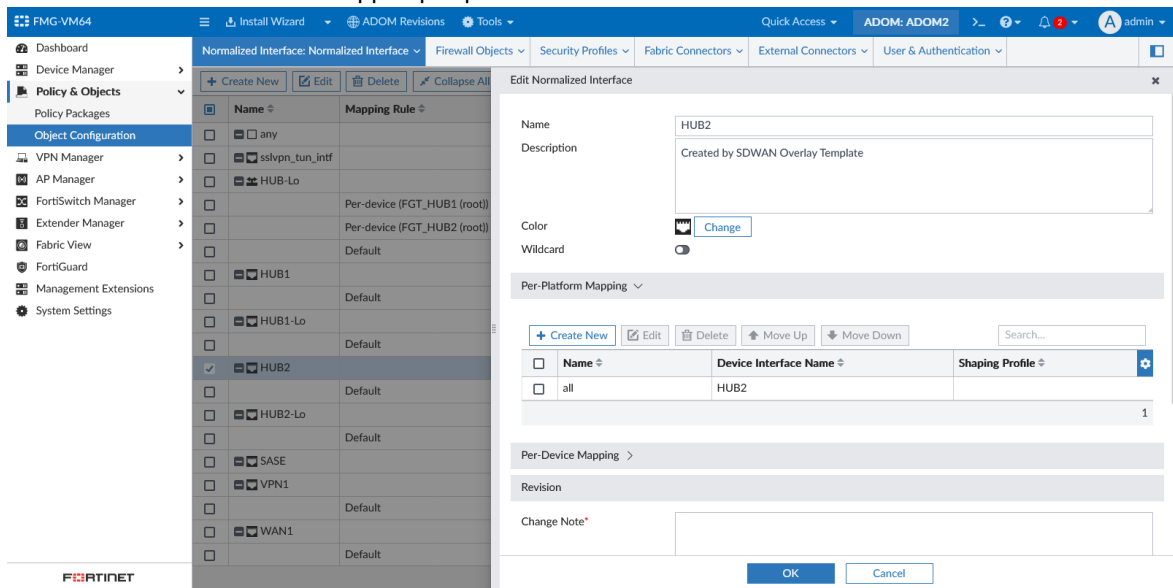 FMG-VM64
Install Wizard
ADOM Revisions
Tools
Quick Access
ADOM: ADOM2
2
A
admin
Dashboard
Device Manager
Policy & Objects
Policy Packages
Object Configuration
VPN Manager
AP Manager
FortiSwitch Manager
Extender Manager
Fabric View
FortiGuard
Management Extensions
System Settings
FORTINET
Normalized Interface: Normalized Interface
Firewall Objects
Security Profiles
Fabric Connectors
External Connectors
User & Authentication
+ Create New
Edit
Delete
Collapse All
Name
Mapping Rule
any
sslvpn_tun_intf
HUB-Lo
Per-device (FGT_HUB1 (root))
Per-device (FGT_HUB2 (root))
Default
HUB1
Default
HUB1-Lo
Default
HUB2
Default
HUB2-Lo
Default
SASE
VPN1
Default
WAN1
Default
Edit Normalized Interface
Name
HUB2
Description
Created by SDWAN Overlay Template
Color
Change
Wildcard
Per-Platform Mapping
+ Create New
Edit
Delete
Move Up
Move Down
Search...
Name
Device Interface Name
Shaping Profile
all
HUB2
1
Per-Device Mapping
Revision
Change Note*
OK
Cancel